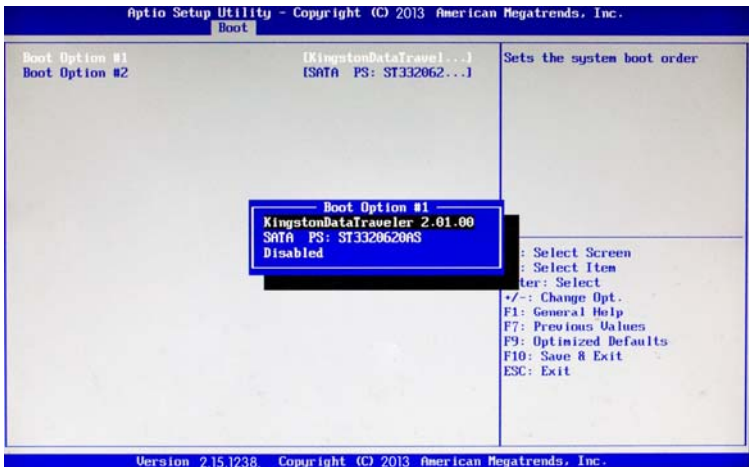 Aptio Setup Utility - Copyright (C) 2013 American Megatrends, Inc.
Boot
Boot Option #1 [KingstonDataTravel...]
Boot Option #2 [SATA PS: ST332062...]
Sets the system boot order
Boot Option #1
KingstonDataTraveler 2.01.00
SATA PS: ST3320620AS
Disabled
: Select Screen
: Select Item
ter: Select
+/-: Change Opt.
F1: General Help
F7: Previous Values
F9: Optimized Defaults
F10: Save & Exit
ESC: Exit
Version 2.15.1238. Copyright (C) 2013 American Megatrends, Inc.